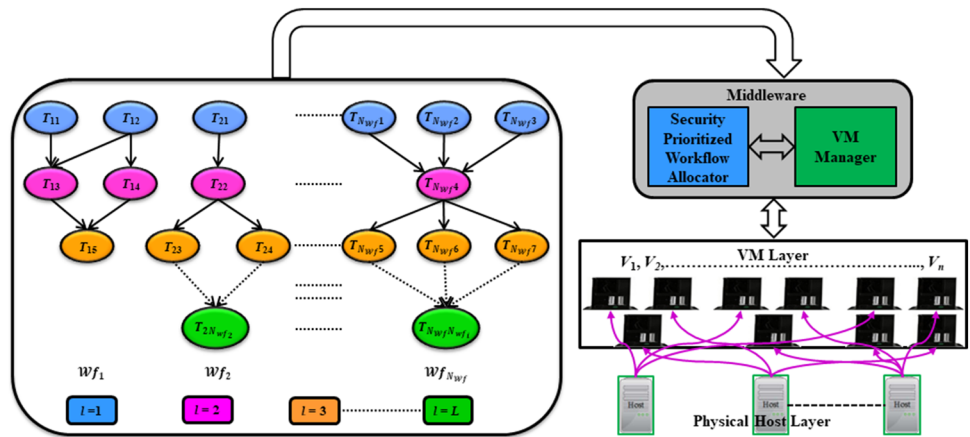 T11 T12 T21 TNWf1 TNWf2 TNWf3
T13 T14 T22 TNWf4
T15 T23 T24 TNWf5 TNWf6 TNWf7
T2Nwf2 TNWfNwfi
Wf1 Wf2 WfNWf
l =1 l = 2 l = 3 l = L
Middleware
Security
Prioritized
Workflow
Allocator
VM
Manager
VM Layer
V1, V2,..........................................., Vn
Host Host Host
Physical Host Layer